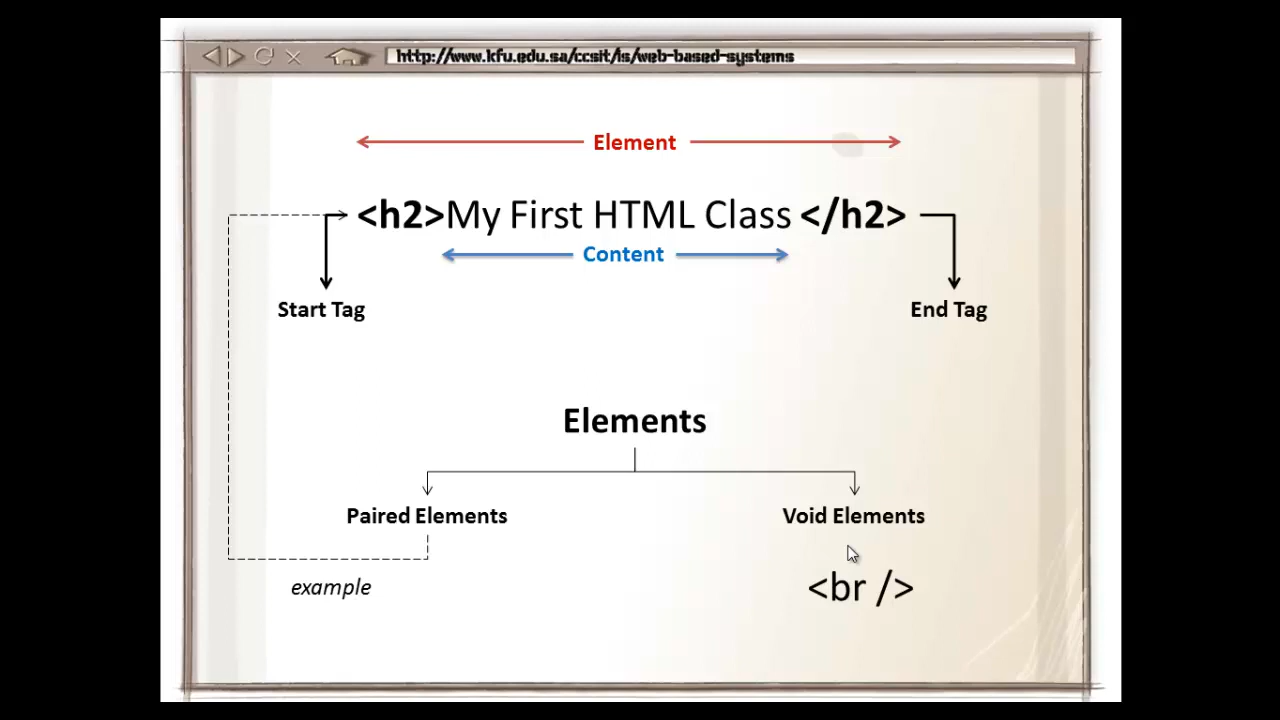 http://www.kfu.edu.sa/ccsit/is/web-based-systems
Element
<h2>My First HTML Class </h2>
Content
Start Tag
End Tag
Elements
Paired Elements
Void Elements
example
<br />